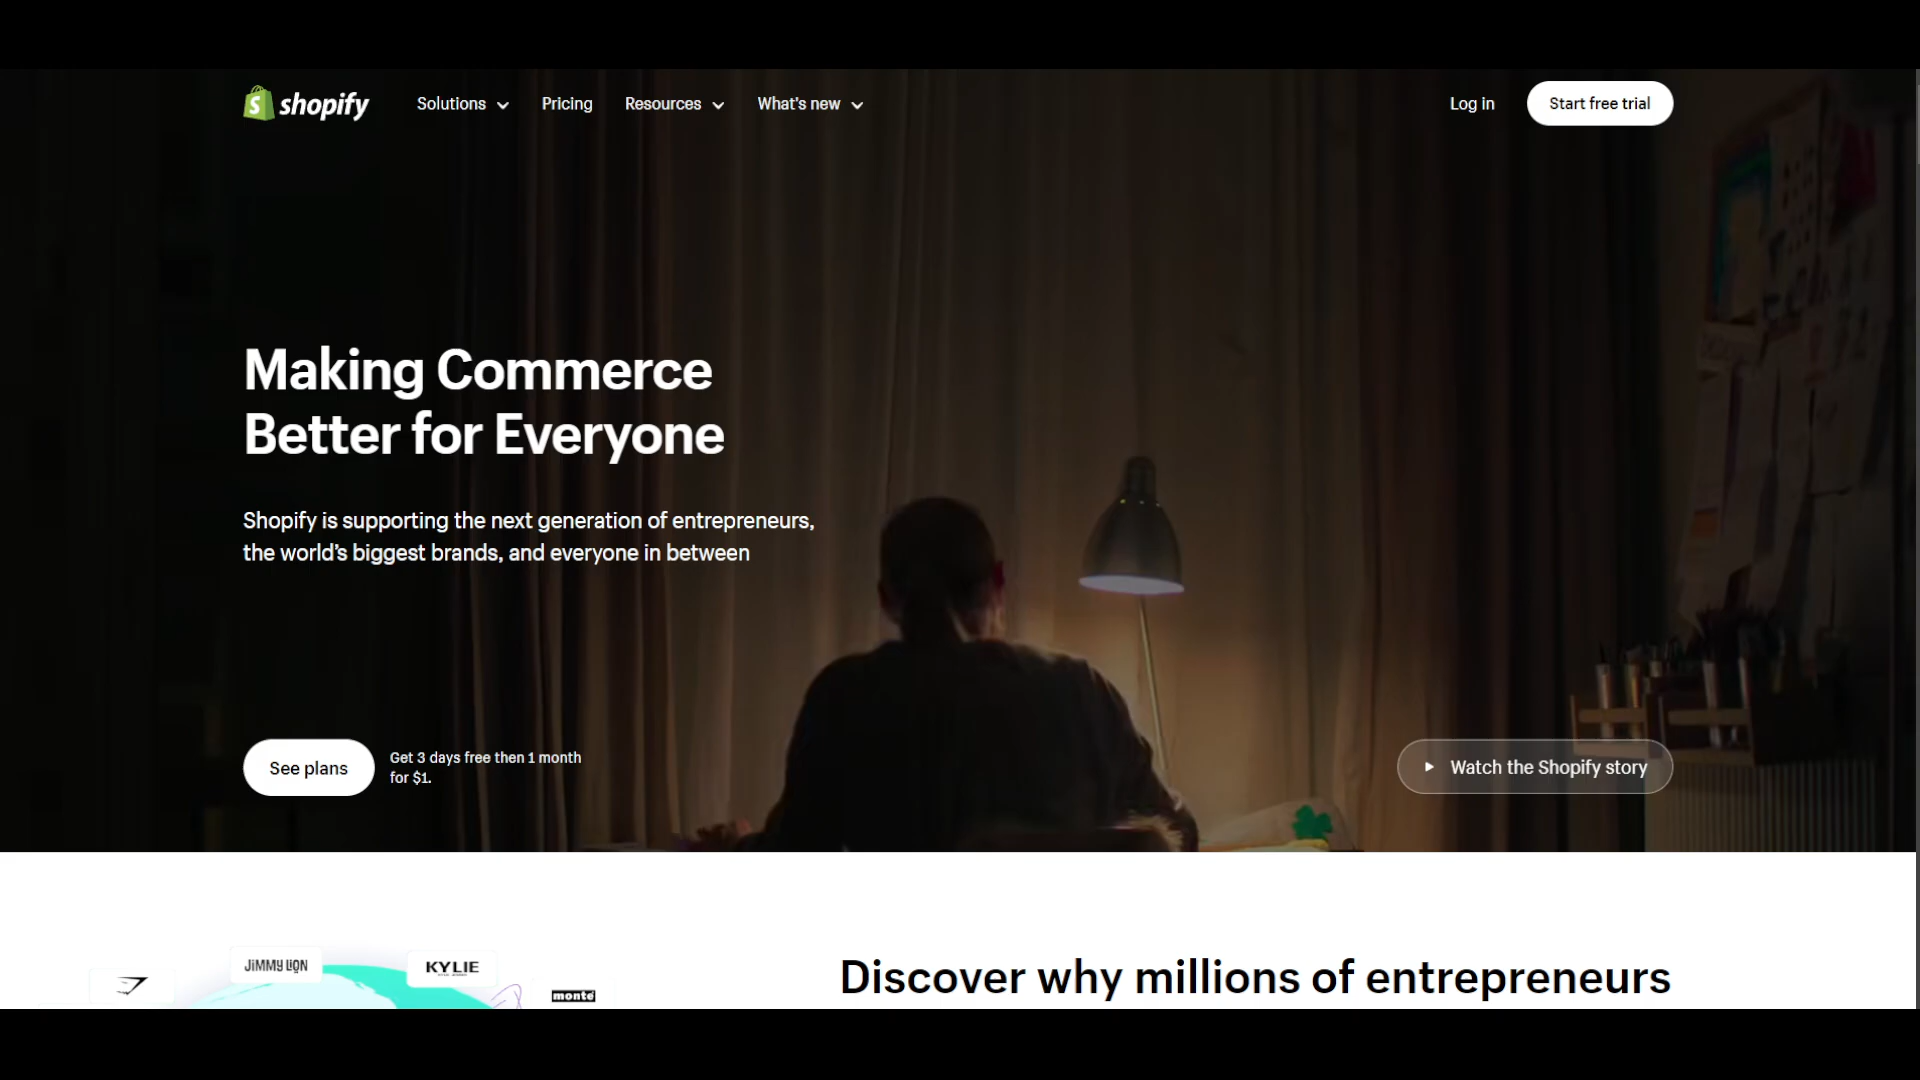 shopify
Solutions
Pricing
Resources
What's new
Log in
Start free trial
Making Commerce
Better for Everyone
Shopify is supporting the next generation of entrepreneurs,
the world's biggest brands, and everyone in between
See plans
Get 3 days free then 1 month
for $1.
Watch the Shopify story
JIMMY LION
KYLIE
monte
Discover why millions of entrepreneurs